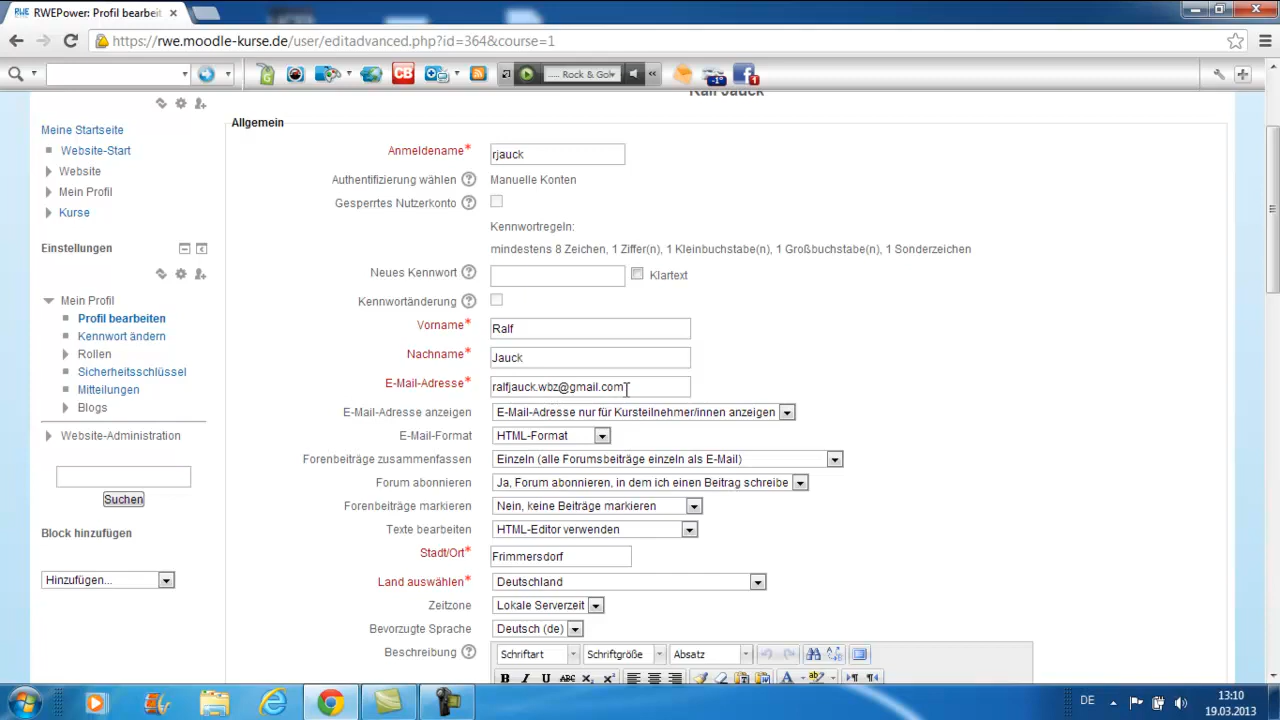 RWEPower: Profil bearbeit
https://rwe.moodle-kurse.de/user/editadvanced.php?id=364&course=1
CB
.... Rock & Gol
-1°
1
Ralf Jauck
Meine Startseite
Website-Start
Website
Mein Profil
Kurse
Einstellungen
Mein Profil
Profil bearbeiten
Kennwort ändern
Rollen
Sicherheitsschlüssel
Mitteilungen
Blogs
Website-Administration
Suchen
Block hinzufügen
Hinzufügen...
Allgemein
Anmeldename* rjauck
Authentifizierung wählen Manuelle Konten
Gesperrtes Nutzerkonto
Kennwortregeln:
mindestens 8 Zeichen, 1 Ziffer(n), 1 Kleinbuchstabe(n), 1 Großbuchstabe(n), 1 Sonderzeichen
Neues Kennwort Klartext
Kennwortänderung
Vorname* Ralf
Nachname* Jauck
E-Mail-Adresse* ralfjauck.wbz@gmail.com
E-Mail-Adresse anzeigen E-Mail-Adresse nur für Kursteilnehmer/innen anzeigen
E-Mail-Format HTML-Format
Forenbeiträge zusammenfassen Einzeln (alle Forumsbeiträge einzeln als E-Mail)
Forum abonnieren Ja, Forum abonnieren, in dem ich einen Beitrag schreibe
Forenbeiträge markieren Nein, keine Beiträge markieren
Texte bearbeiten HTML-Editor verwenden
Stadt/Ort* Frimmersdorf
Land auswählen* Deutschland
Zeitzone Lokale Serverzeit
Bevorzugte Sprache Deutsch (de)
Beschreibung Schriftart Schriftgröße Absatz
B I U ABC x₂ x²
DE
13:10
19.03.2013